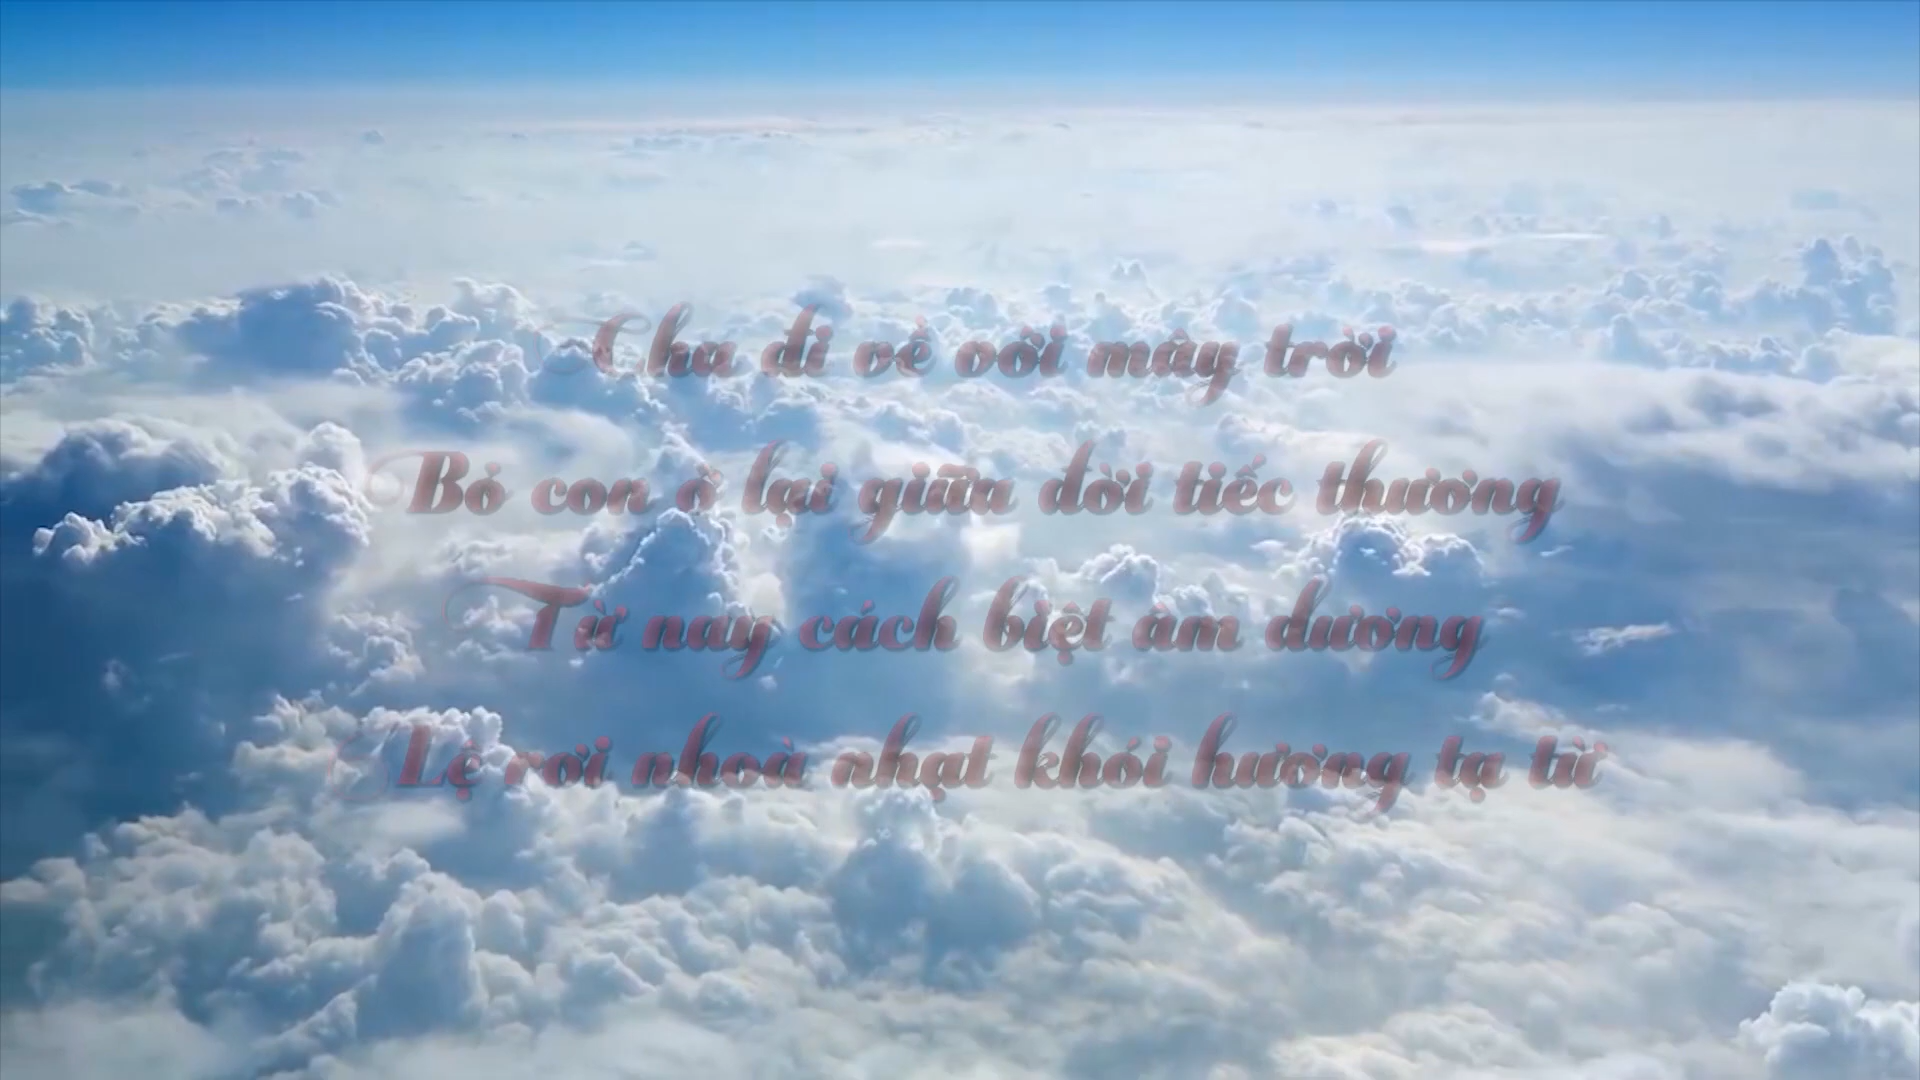 Cha đi về với mây trời
Bỏ con ở lại giữa đời tiếc thương
Từ nay cách biệt âm dương
Lệ rơi nhoà nhạt khói hương tạ từ